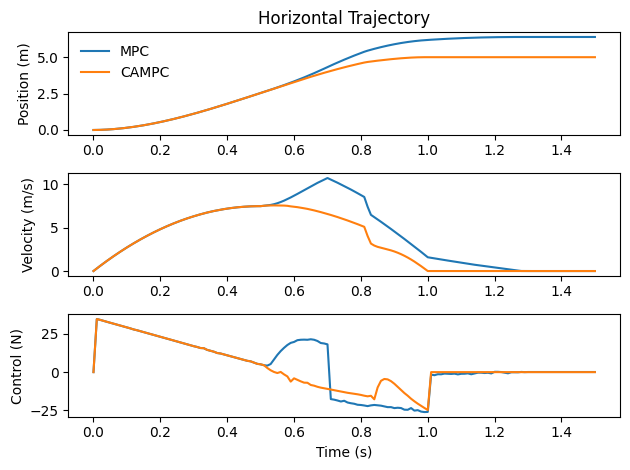 Horizontal Trajectory
Position (m)
5.0
2.5
0.0
MPC
CAMPC
0.0 0.2 0.4 0.6 0.8 1.0 1.2 1.4
Velocity (m/s)
10
5
0
0.0 0.2 0.4 0.6 0.8 1.0 1.2 1.4
Control (N)
25
0
−25
0.0 0.2 0.4 0.6 0.8 1.0 1.2 1.4
Time (s)